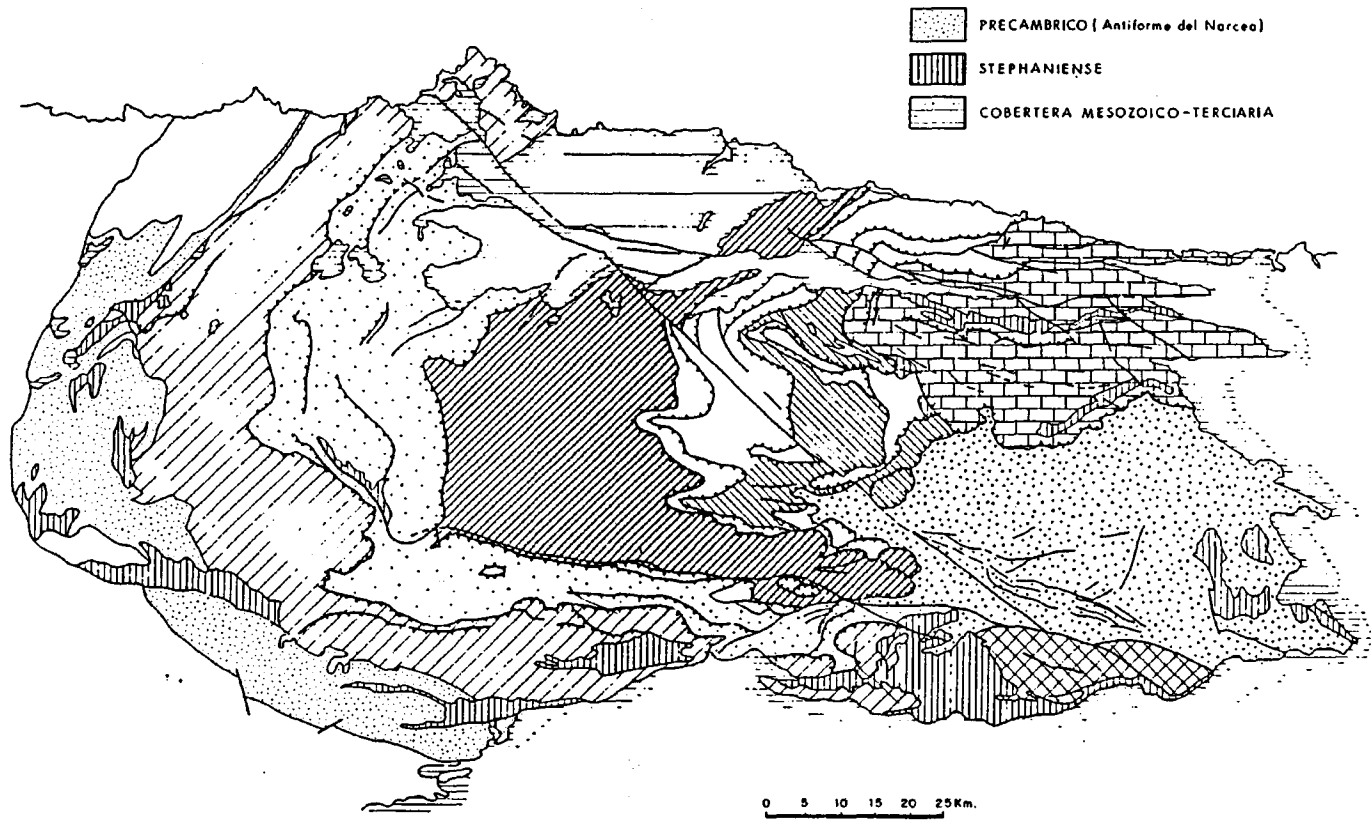 PRECAMBRICO ( Antiforme del Narcea)
STEPHANIENSE
COBERTERA MESOZOICO-TERCIARIA
0 5 10 15 20 25Km.